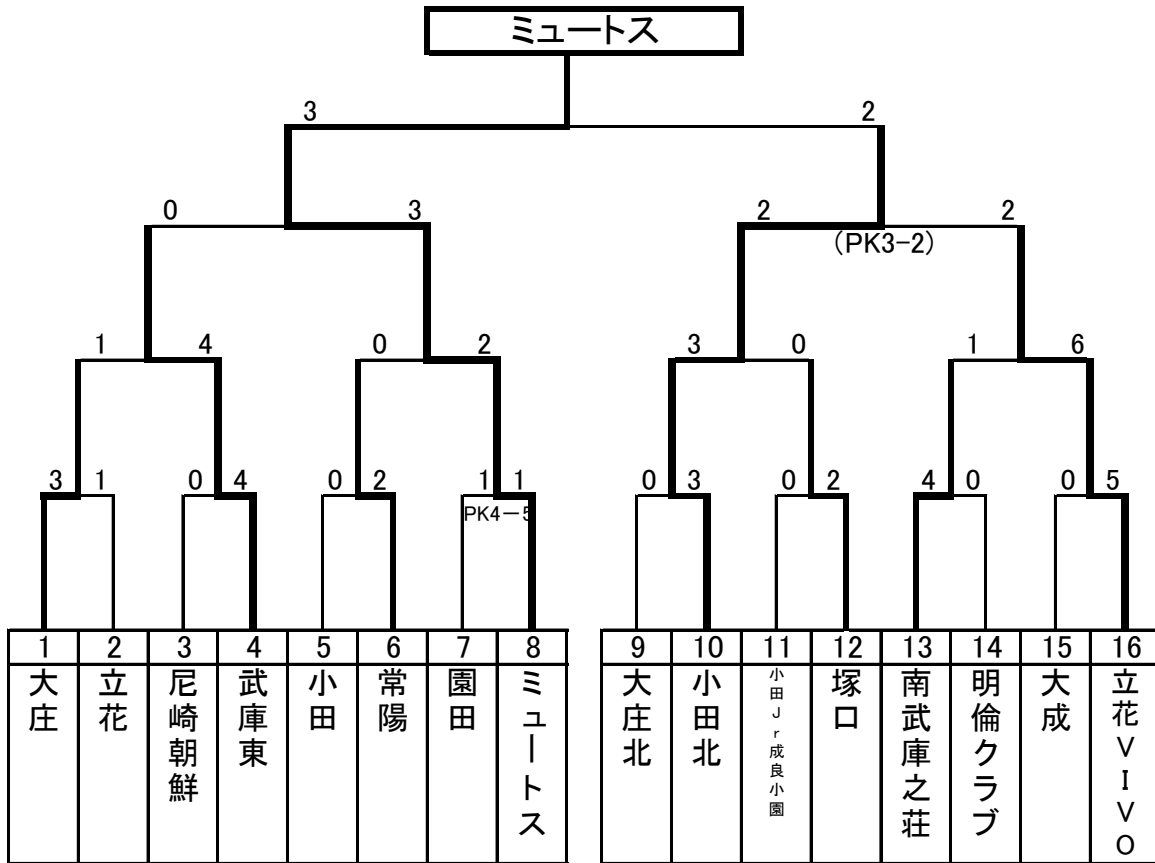 ミュートス
3 2
0 3 2 2
(PK3-2)
1 4 0 2 3 0 1 6
3 1 0 4 0 2 1 1 0 3 0 2 4 0 0 5
PK4-5
1 2 3 4 5 6 7 8 9 10 11 12 13 14 15 16
大庄
立花
尼崎朝鮮
武庫東
小田
常陽
園田
ミュートス
大庄北
小田北
小田Jr成良小園
塚口
南武庫之荘
明倫クラブ
大成
立花VIVO